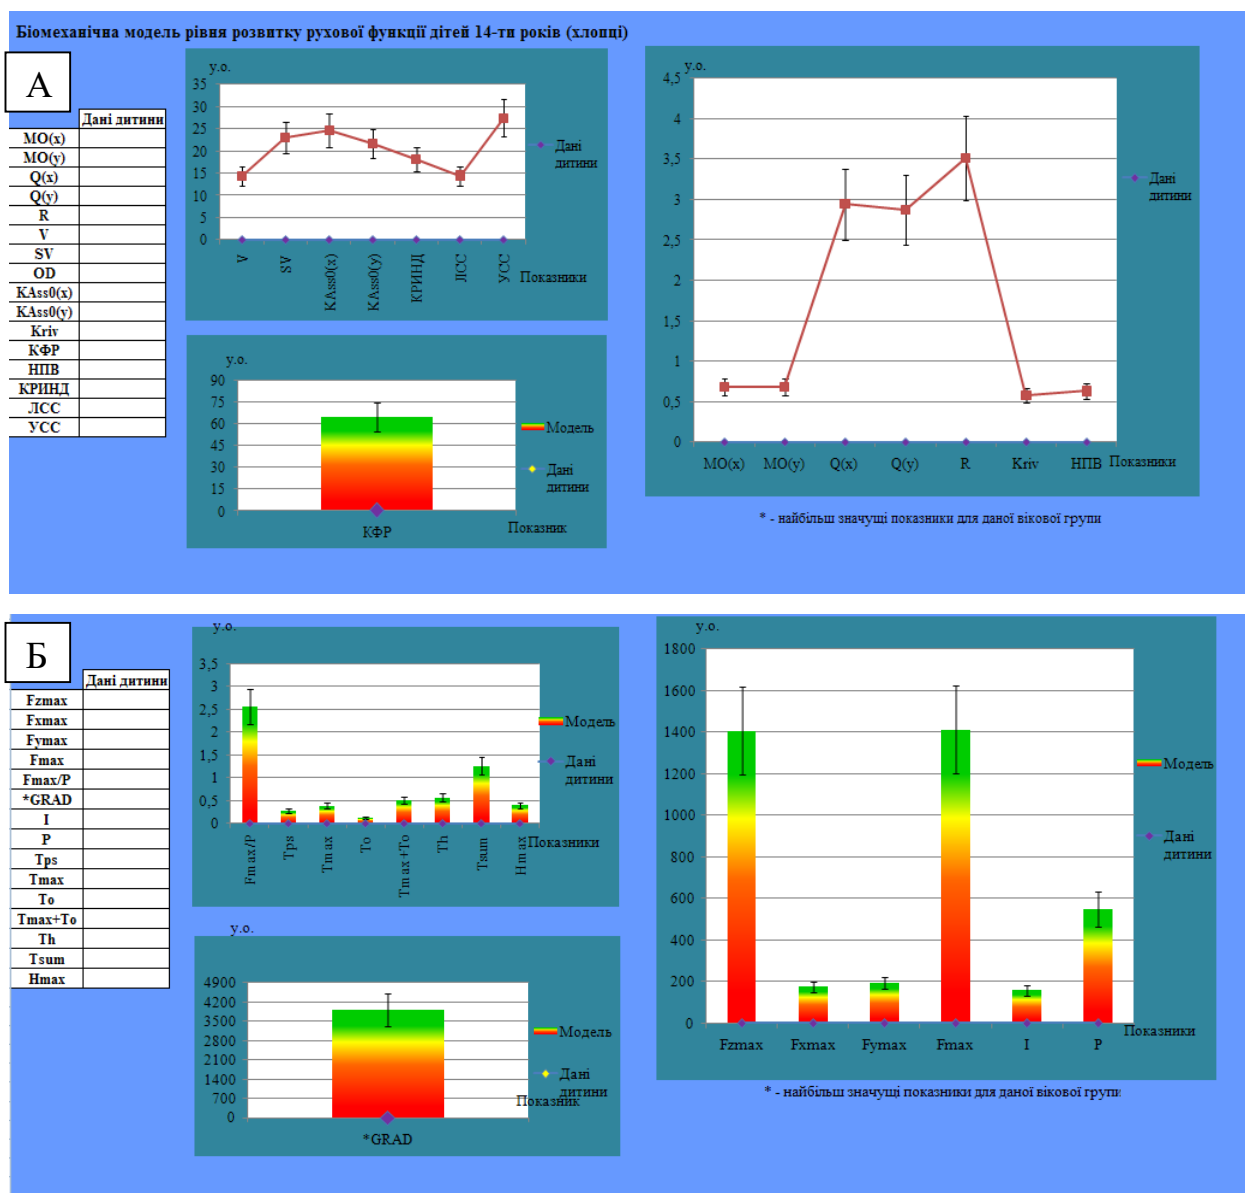 Біомеханічна модель рівня розвитку рухової функції дітей 14-ти років (хлопці)
А
Дані дитини
МО(x)
МО(y)
Q(x)
Q(y)
R
V
SV
OD
KAss0(x)
KAss0(y)
Kriv
КФР
НПВ
КРИНД
ЛСС
УСС
у.о.
35
30
25
20
15
10
5
0
V
SV
KAss0(x)
KAss0(y)
КРИНД
ЛСС
УСС
Показники
Дані
дитини
у.о.
90
75
60
45
30
15
0
КФР
Показник
Модель
Дані
дитини
у.о.
4,5
4
3,5
3
2,5
2
1,5
1
0,5
0
МО(x) МО(y) Q(x) Q(y) R Kriv НПВ
Показники
Дані
дитини
* - найбільш значущі показники для даної вікової групи
Б
Дані дитини
Fzmax
Fxmax
Fymax
Fmax
Fmax/P
*GRAD
I
P
Tps
Tmax
To
Tmax+To
Th
Tsum
Hmax
у.о.
3,5
3
2,5
2
1,5
1
0,5
0
Fmax/P
Tps
Tmax
To
Tmax+To
Th
Tsum
Hmax
Показники
Модель
Дані
дитини
у.о.
4900
4200
3500
2800
2100
1400
700
0
*GRAD
Показник
Модель
Дані
дитини
у.о.
1800
1600
1400
1200
1000
800
600
400
200
0
Fzmax Fxmax Fymax Fmax I P
Показники
Модель
Дані
дитини
* - найбільш значущі показники для даної вікової групи